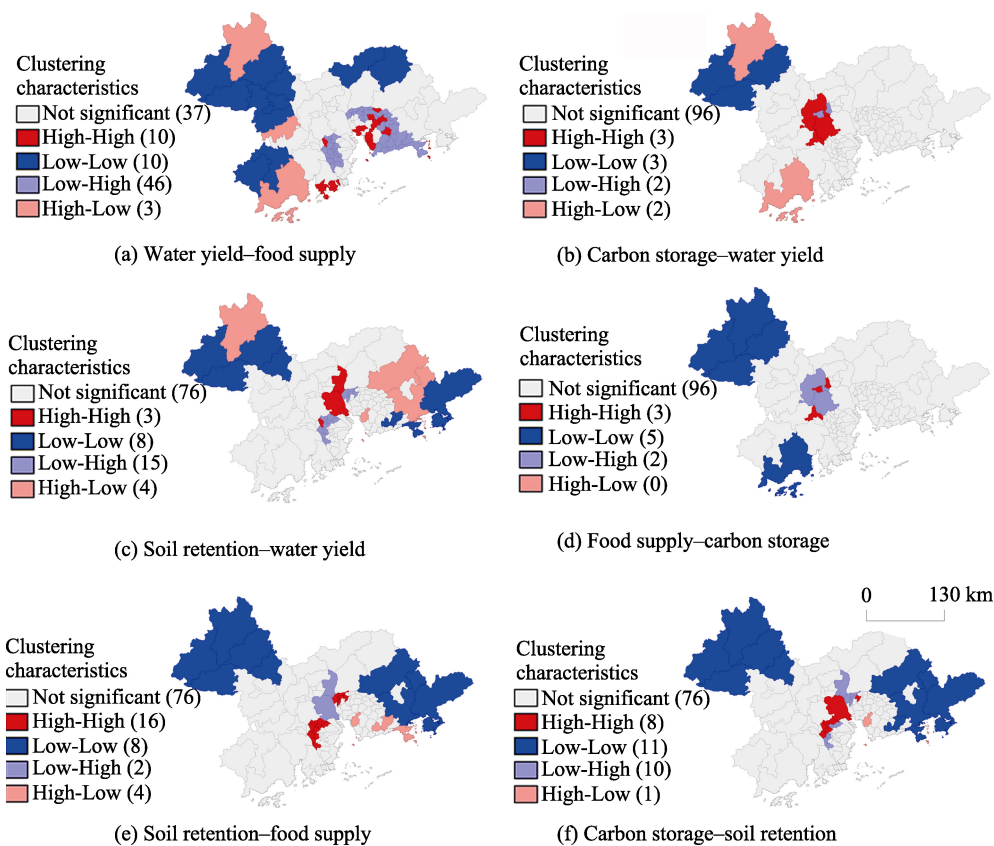 Clustering
characteristics
Not significant (37)
High-High (10)
Low-Low (10)
Low-High (46)
High-Low (3)
(a) Water yield–food supply
Clustering
characteristics
Not significant (96)
High-High (3)
Low-Low (3)
Low-High (2)
High-Low (2)
(b) Carbon storage–water yield
Clustering
characteristics
Not significant (76)
High-High (3)
Low-Low (8)
Low-High (15)
High-Low (4)
(c) Soil retention–water yield
Clustering
characteristics
Not significant (96)
High-High (3)
Low-Low (5)
Low-High (2)
High-Low (0)
(d) Food supply–carbon storage
Clustering
characteristics
Not significant (76)
High-High (16)
Low-Low (8)
Low-High (2)
High-Low (4)
(e) Soil retention–food supply
0 130 km
Clustering
characteristics
Not significant (76)
High-High (8)
Low-Low (11)
Low-High (10)
High-Low (1)
(f) Carbon storage–soil retention